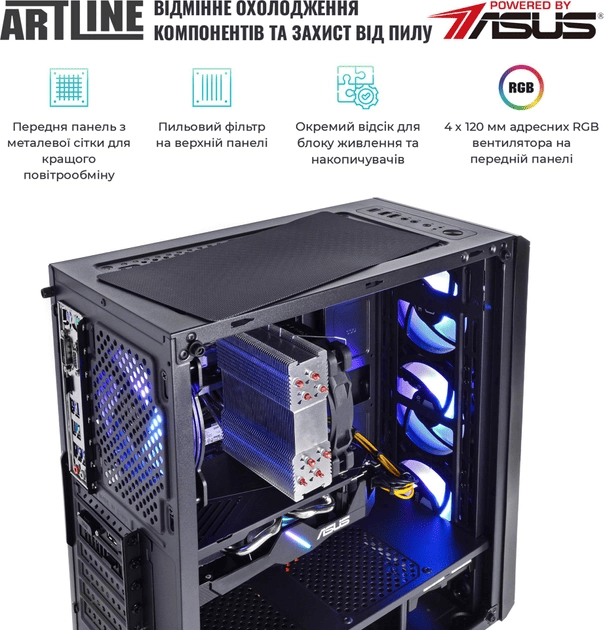 ARTLINE
ВІДМІННЕ ОХОЛОДЖЕННЯ
КОМПОНЕНТІВ ТА ЗАХИСТ ВІД ПИЛУ
POWERED BY
ASUS®
RGB
Передня панель з
металевої сітки для
кращого
повітрообміну
Пильовий фільтр
на верхній панелі
Окремий відсік для
блоку живлення та
накопичувачів
4 x 120 мм адресних RGB
вентилятора на
передній панелі
ASUS